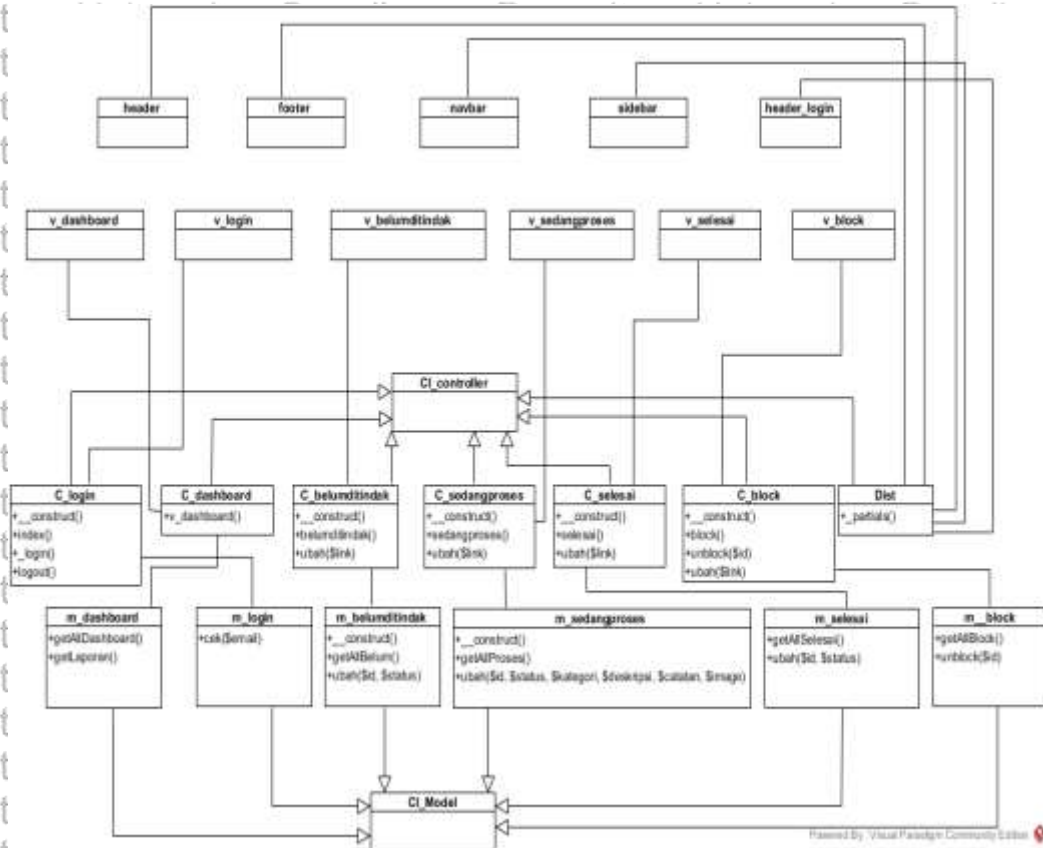 header
footer
navbar
sidebar
header_login
v_dashboard
v_login
v_belumditindak
v_sedangproses
v_selesai
v_block
CI_controller
C_login
+__construct()
+index()
+_login()
+logout()
C_dashboard
+v_dashboard()
C_belumditindak
+__construct()
+belumditindak()
+ubah($link)
C_sedangproses
+__construct()
+sedangproses()
+ubah($link)
C_selesai
+__construct()
+selesai()
+ubah($link)
C_block
+__construct()
+block()
+unblock($id)
+ubah($link)
Dist
+_partials()
m_dashboard
+getAllDashboard()
+getLaporan()
m_login
+cek($email)
m_belumditindak
+__construct()
+getAllBelum()
+ubah($id, $status)
m_sedangproses
+__construct()
+getAllProses()
+ubah($id, $status, $kategori, $deskripsi, $catatan, $image)
m_selesai
+getAllSelesai()
+ubah($id, $status)
m__block
+getAllBlock()
+unblock($id)
CI_Model
Powered By Visual Paradigm Community Edition